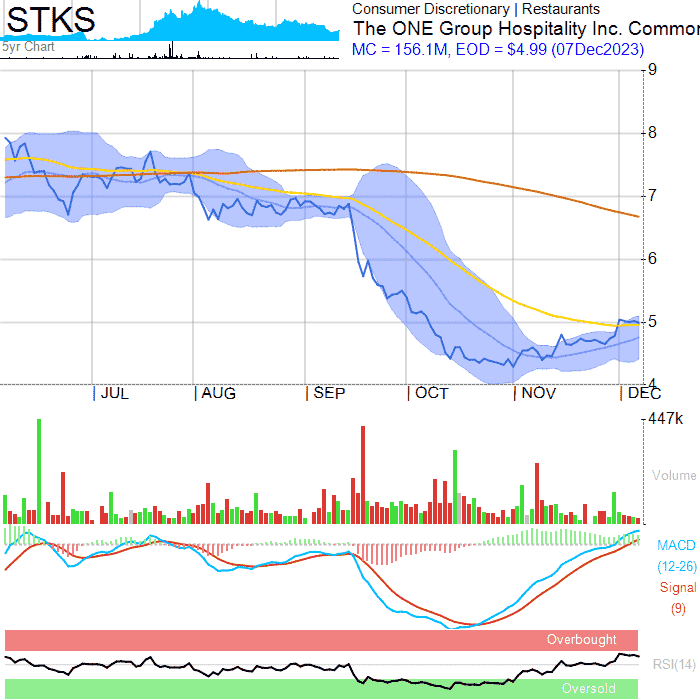 STKS
5yr Chart
Consumer Discretionary | Restaurants
The ONE Group Hospitality Inc. Common
MC = 156.1M, EOD = $4.99 (07Dec2023)
9
8
7
6
5
4
JUL AUG SEP OCT NOV DEC
447k
Volume
MACD
(12-26)
Signal
(9)
Overbought
RSI(14)
Oversold